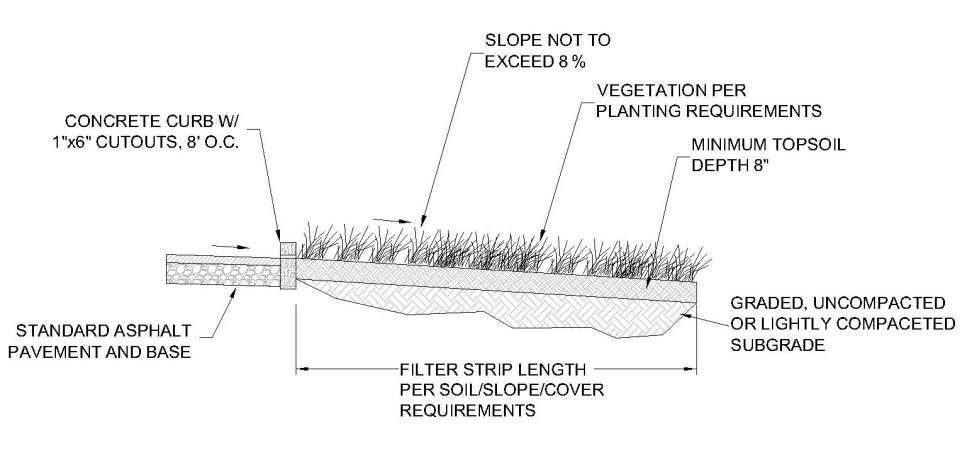 SLOPE NOT TO
EXCEED 8 %
VEGETATION PER
PLANTING REQUIREMENTS
CONCRETE CURB W/
1"x6" CUTOUTS, 8' O.C.
MINIMUM TOPSOIL
DEPTH 8"
GRADED, UNCOMPACTED
OR LIGHTLY COMPACETED
SUBGRADE
STANDARD ASPHALT
PAVEMENT AND BASE
FILTER STRIP LENGTH
PER SOIL/SLOPE/COVER
REQUIREMENTS